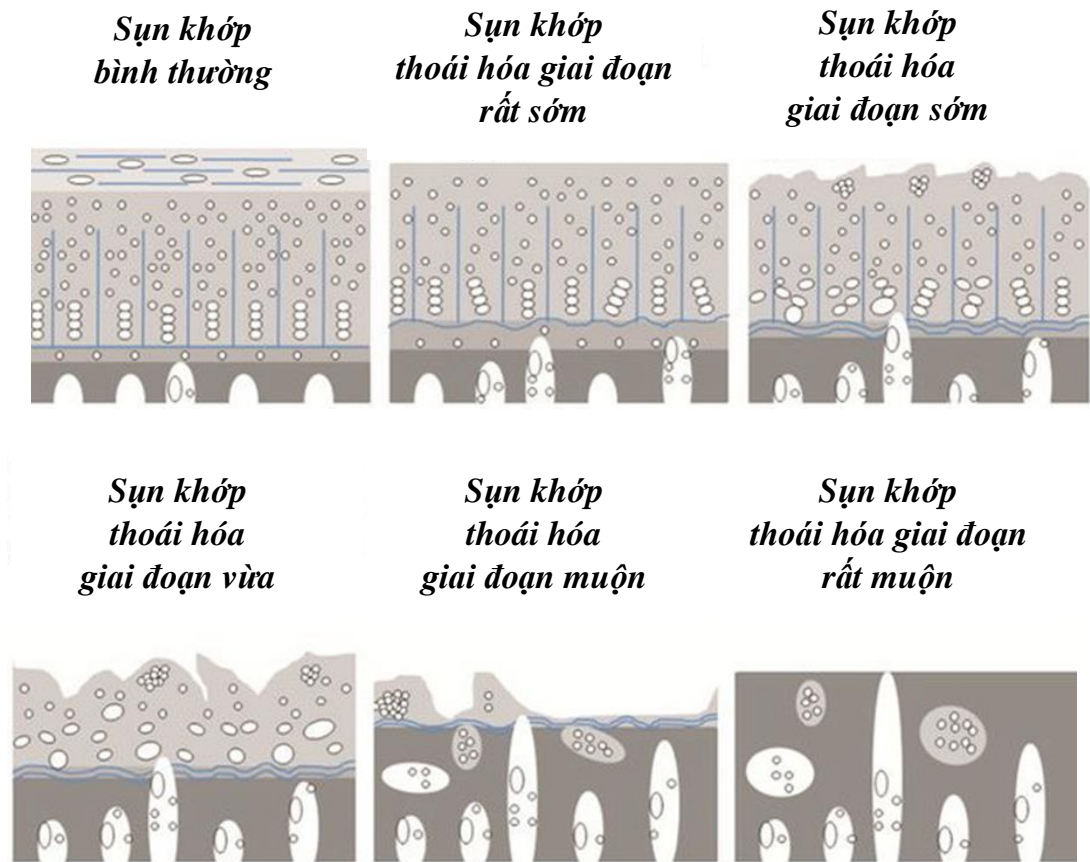 Sụn khớp
bình thường
Sụn khớp
thoái hóa giai đoạn
rất sớm
Sụn khớp
thoái hóa
giai đoạn sớm
Sụn khớp
thoái hóa
giai đoạn vừa
Sụn khớp
thoái hóa
giai đoạn muộn
Sụn khớp
thoái hóa giai đoạn
rất muộn